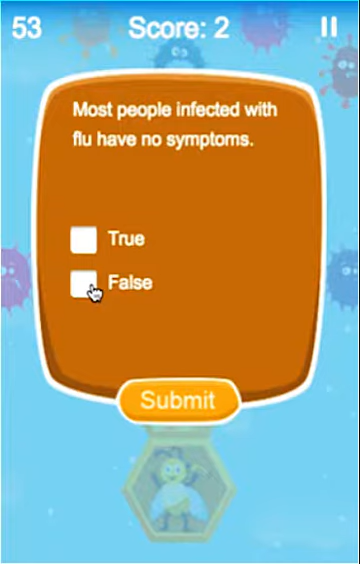 53
Score: 2
Most people infected with
flu have no symptoms.
True
False
Submit